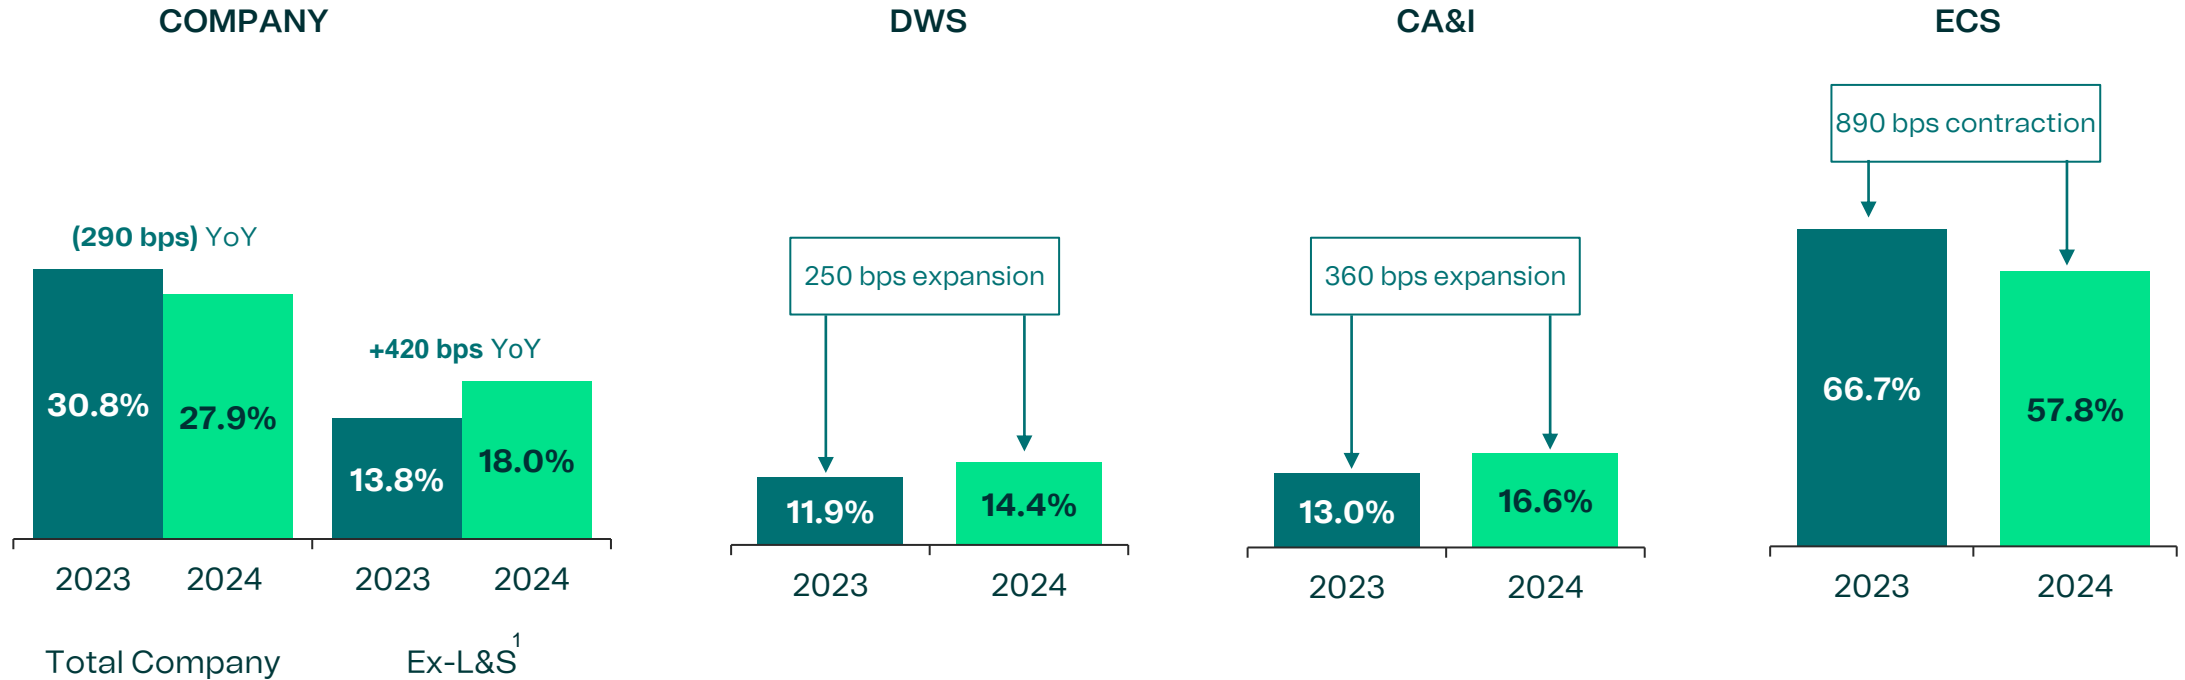 COMPANY
(290 bps) YoY
+420 bps YoY
30.8%
27.9%
13.8%
18.0%
2023
2024
2023
2024
Total Company
Ex-L&S1
DWS
250 bps expansion
11.9%
14.4%
2023
2024
CA&I
360 bps expansion
13.0%
16.6%
2023
2024
ECS
890 bps contraction
66.7%
57.8%
2023
2024